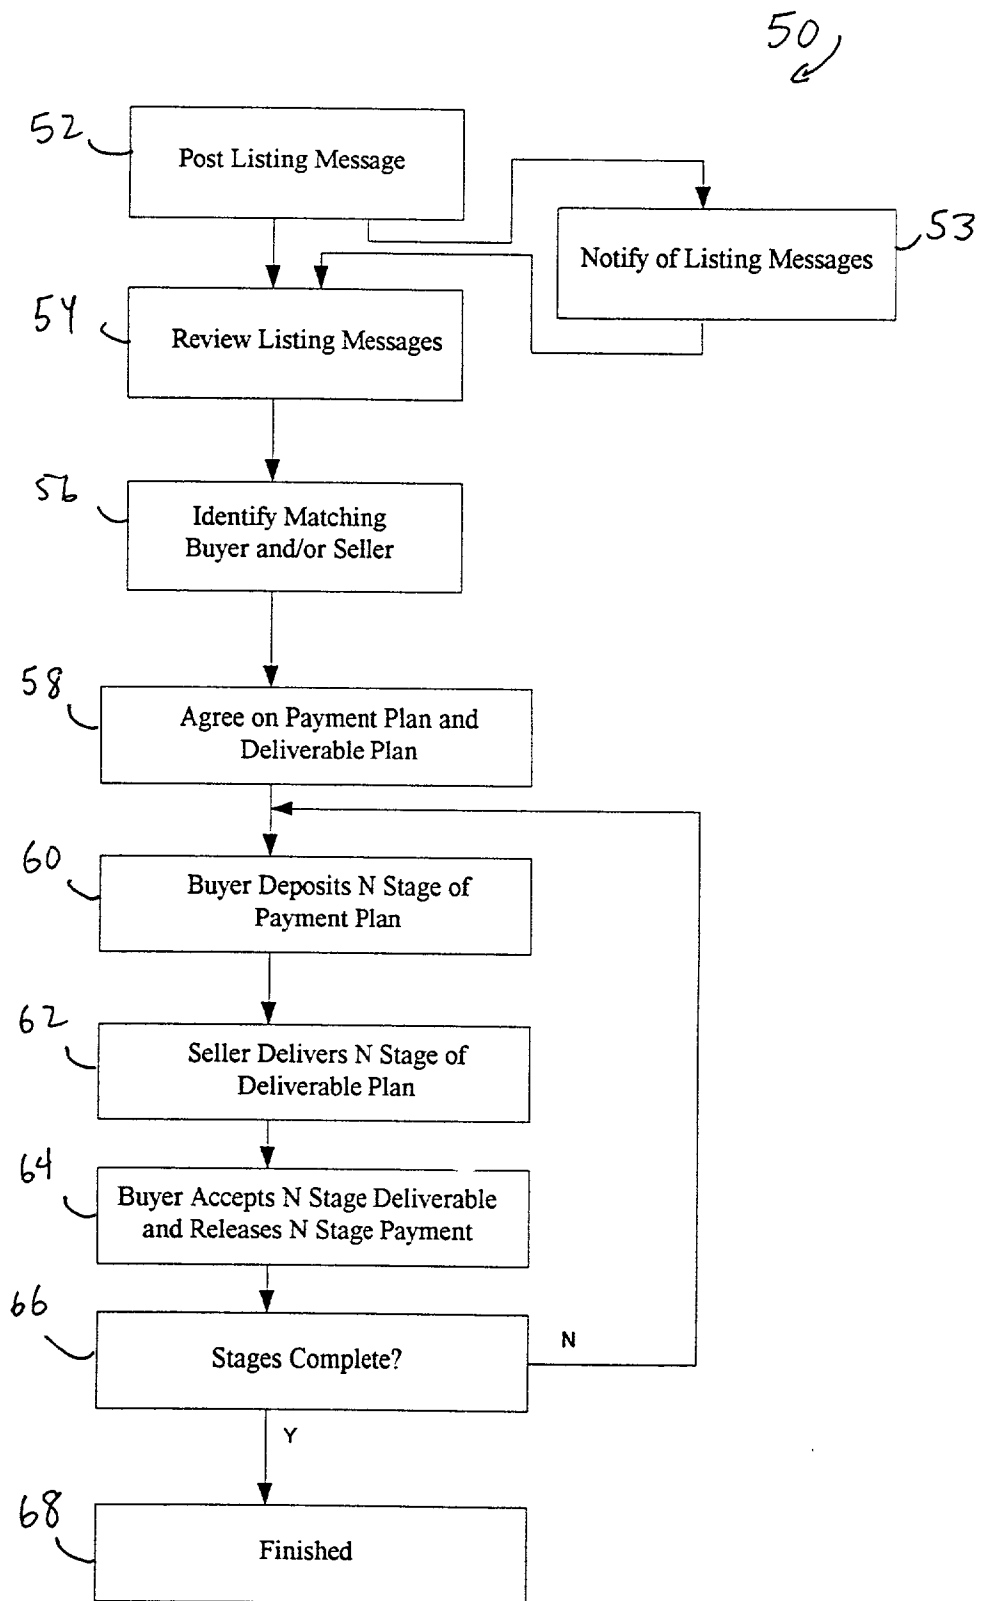 50
52
Post Listing Message
53
Notify of Listing Messages
54
Review Listing Messages
56
Identify Matching
Buyer and/or Seller
58
Agree on Payment Plan and
Deliverable Plan
60
Buyer Deposits N Stage of
Payment Plan
62
Seller Delivers N Stage of
Deliverable Plan
64
Buyer Accepts N Stage Deliverable
and Releases N Stage Payment
66
Stages Complete?
N
Y
68
Finished